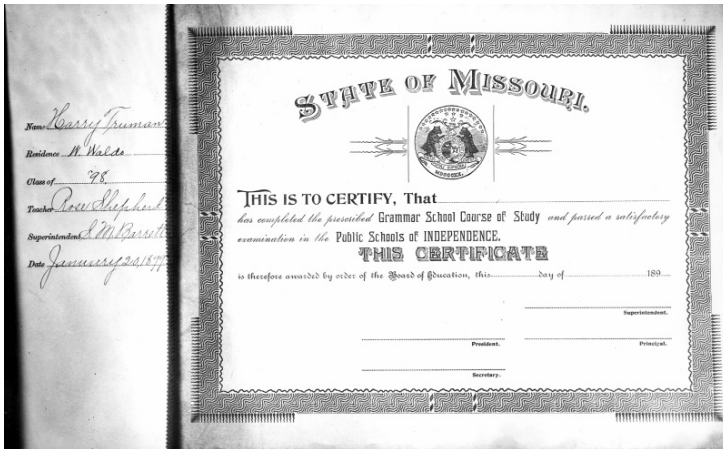 Name Harry Truman
Residence W. Waldo
Class of '98.
Teacher Rose Shepherd
Superintendent J M Barrett
Date January 20, 1897
STATE OF MISSOURI.
THIS IS TO CERTIFY, That
has completed the prescribed Grammar School Course of Study and passed a satisfactory
examination in the Public Schools of INDEPENDENCE.
THIS CERTIFICATE
is therefore awarded by order of the Board of Education, this day of 189
Superintendent.
President. Principal.
Secretary.